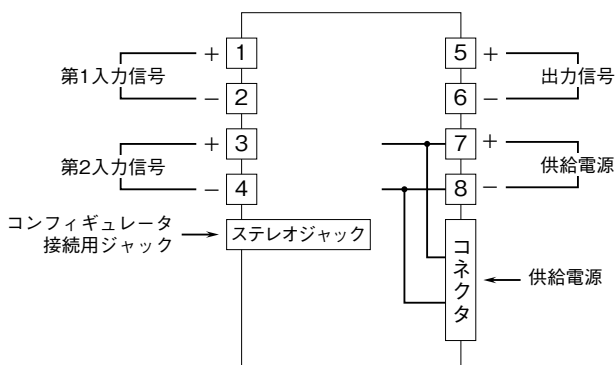 + 1
第1入力信号
− 2
+ 3
第2入力信号
− 4
コンフィギュレータ
接続用ジャック
ステレオジャック
5 +
出力信号
6 −
7 +
供給電源
8 −
コネクタ
供給電源